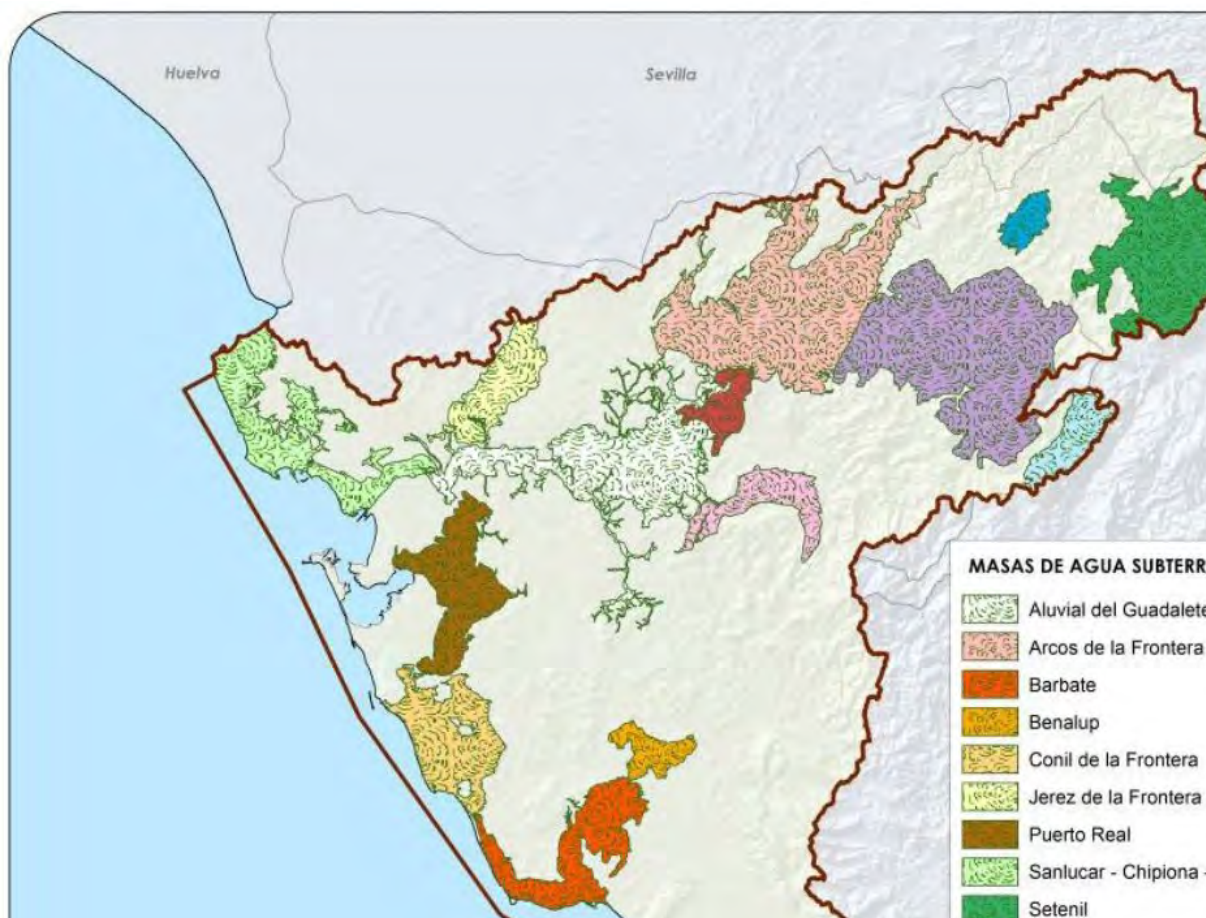 Huelva
Sevilla
MASAS DE AGUA SUBTERR
Aluvial del Guadalete
Arcos de la Frontera
Barbate
Benalup
Conil de la Frontera
Jerez de la Frontera
Puerto Real
Sanlucar - Chipiona -
Setenil